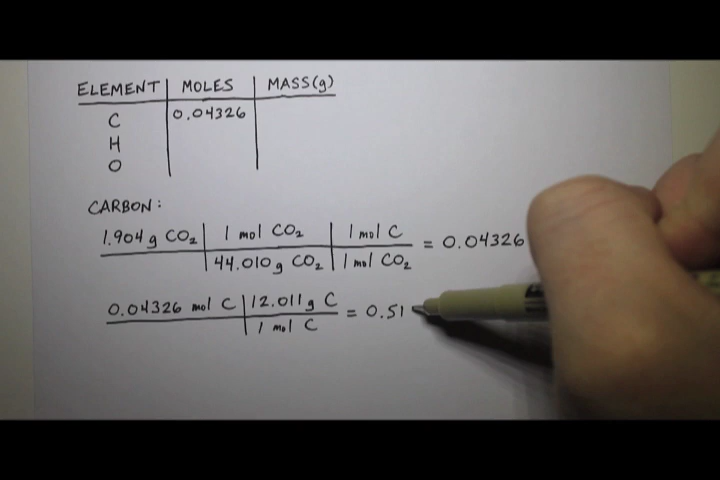 ELEMENT MOLES MASS(g)
C 0.04326
H
O
CARBON:
1.904 g CO₂ 1 mol CO₂ 1 mol C = 0.04326
44.010 g CO₂ 1 mol CO₂
0.04326 mol C 12.011 g C = 0.51
1 mol C